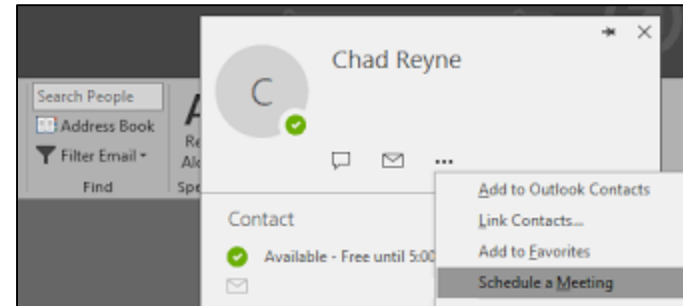 Chad Reyne
C
Search People
Address Book
Filter Email
Find
Contact
Available - Free until 5:00
Add to Outlook Contacts
Link Contacts...
Add to Favorites
Schedule a Meeting